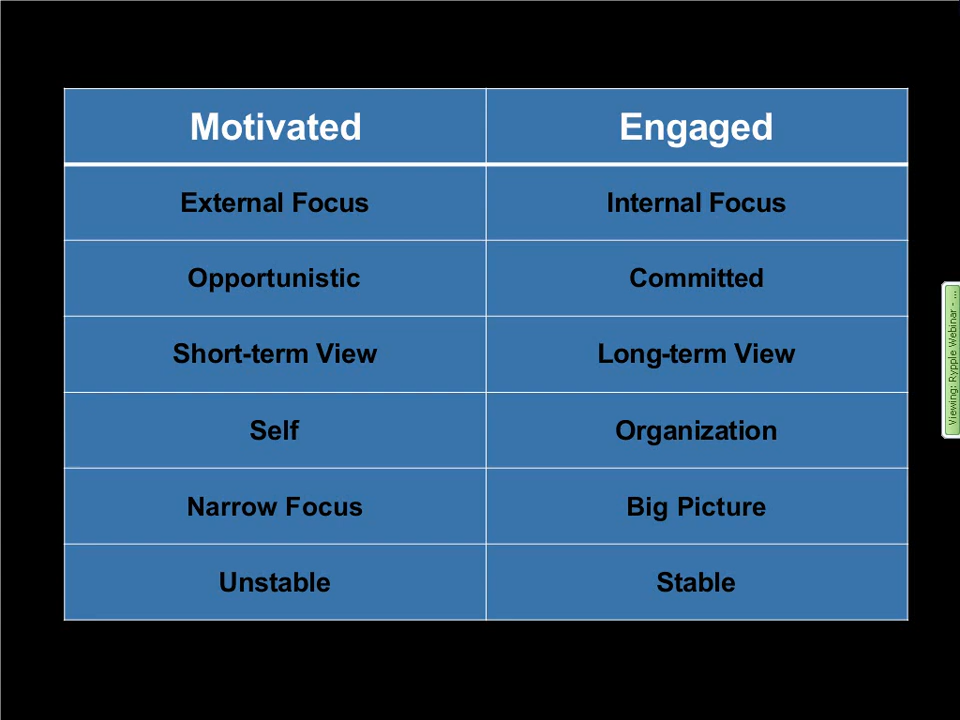 Motivated Engaged
External Focus Internal Focus
Opportunistic Committed
Short-term View Long-term View
Self Organization
Narrow Focus Big Picture
Unstable Stable
Viewing: Rypple Webinar - ...